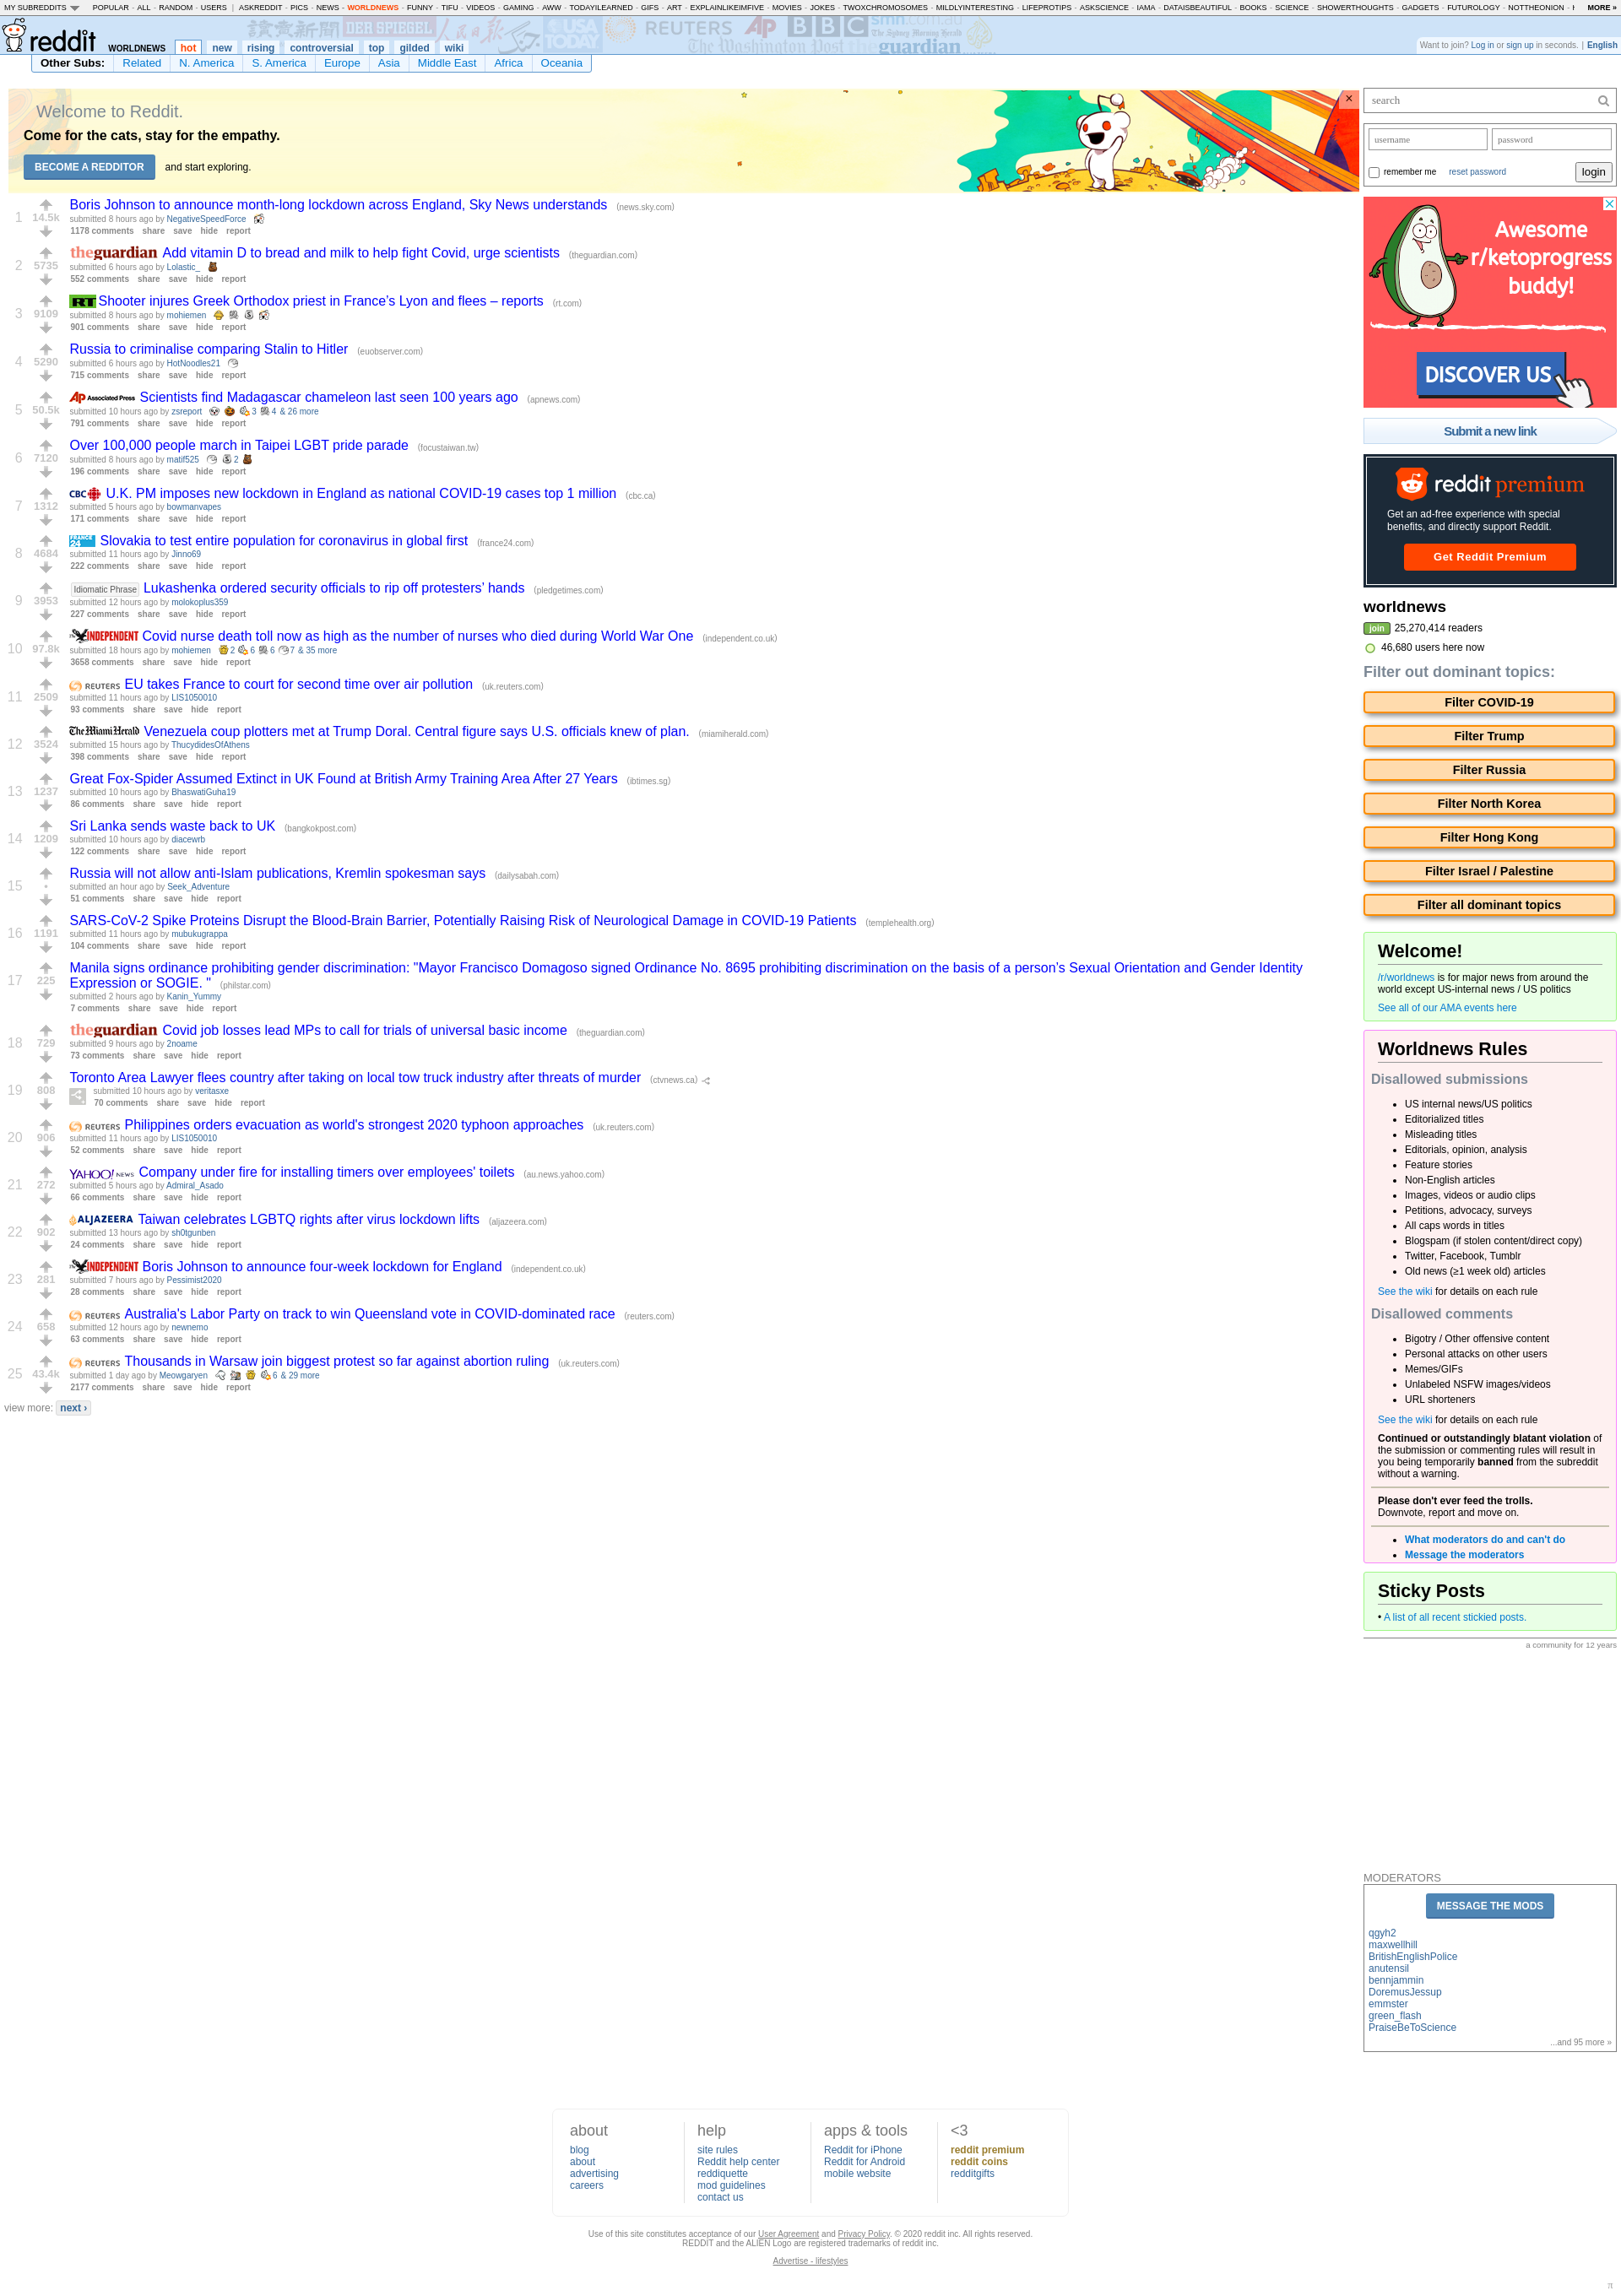 MY SUBREDDITS POPULAR - ALL - RANDOM - USERS | ASKREDDIT - PICS - NEWS - WORLDNEWS - FUNNY - TIFU - VIDEOS - GAMING - AWW - TODAYILEARNED - GIFS - ART - EXPLAINLIKEIMFIVE - MOVIES - JOKES - TWOXCHROMOSOMES - MILDLYINTERESTING - LIFEPROTIPS - ASKSCIENCE - IAMA - DATAISBEAUTIFUL - BOOKS - SCIENCE - SHOWERTHOUGHTS - GADGETS - FUTUROLOGY - NOTTHEONION - MORE »
reddit WORLDNEWS hot new rising controversial top gilded wiki
DER SPIEGEL USA TODAY REUTERS AP BBC smh.com.au The Washington Post theguardian
Want to join? Log in or sign up in seconds. | English
Other Subs: Related N. America S. America Europe Asia Middle East Africa Oceania
Welcome to Reddit.
Come for the cats, stay for the empathy.
BECOME A REDDITOR and start exploring.
1 14.5k Boris Johnson to announce month-long lockdown across England, Sky News understands (news.sky.com)
submitted 8 hours ago by NegativeSpeedForce
1178 comments share save hide report
2 5735 theguardian Add vitamin D to bread and milk to help fight Covid, urge scientists (theguardian.com)
submitted 6 hours ago by Lolastic_
552 comments share save hide report
3 9109 RT Shooter injures Greek Orthodox priest in France’s Lyon and flees – reports (rt.com)
submitted 8 hours ago by mohiemen
901 comments share save hide report
4 5290 Russia to criminalise comparing Stalin to Hitler (euobserver.com)
submitted 6 hours ago by HotNoodles21
715 comments share save hide report
5 50.5k AP Associated Press Scientists find Madagascar chameleon last seen 100 years ago (apnews.com)
submitted 10 hours ago by zsreport 3 4 & 26 more
791 comments share save hide report
6 7120 Over 100,000 people march in Taipei LGBT pride parade (focustaiwan.tw)
submitted 8 hours ago by matif525 2
196 comments share save hide report
7 1312 CBC U.K. PM imposes new lockdown in England as national COVID-19 cases top 1 million (cbc.ca)
submitted 5 hours ago by bowmanvapes
171 comments share save hide report
8 4684 FRANCE 24 Slovakia to test entire population for coronavirus in global first (france24.com)
submitted 11 hours ago by Jinno69
222 comments share save hide report
9 3953 Idiomatic Phrase Lukashenka ordered security officials to rip off protesters’ hands (pledgetimes.com)
submitted 12 hours ago by molokoplus359
227 comments share save hide report
10 97.8k INDEPENDENT Covid nurse death toll now as high as the number of nurses who died during World War One (independent.co.uk)
submitted 18 hours ago by mohiemen 2 6 6 7 & 35 more
3658 comments share save hide report
11 2509 REUTERS EU takes France to court for second time over air pollution (uk.reuters.com)
submitted 11 hours ago by LIS1050010
93 comments share save hide report
12 3524 The Miami Herald Venezuela coup plotters met at Trump Doral. Central figure says U.S. officials knew of plan. (miamiherald.com)
submitted 15 hours ago by ThucydidesOfAthens
398 comments share save hide report
13 1237 Great Fox-Spider Assumed Extinct in UK Found at British Army Training Area After 27 Years (ibtimes.sg)
submitted 10 hours ago by BhaswatiGuha19
86 comments share save hide report
14 1209 Sri Lanka sends waste back to UK (bangkokpost.com)
submitted 10 hours ago by diacewrb
122 comments share save hide report
15 • Russia will not allow anti-Islam publications, Kremlin spokesman says (dailysabah.com)
submitted an hour ago by Seek_Adventure
51 comments share save hide report
16 1191 SARS-CoV-2 Spike Proteins Disrupt the Blood-Brain Barrier, Potentially Raising Risk of Neurological Damage in COVID-19 Patients (templehealth.org)
submitted 11 hours ago by mubukugrappa
104 comments share save hide report
17 225 Manila signs ordinance prohibiting gender discrimination: "Mayor Francisco Domagoso signed Ordinance No. 8695 prohibiting discrimination on the basis of a person's Sexual Orientation and Gender Identity
Expression or SOGIE. " (philstar.com)
submitted 2 hours ago by Kanin_Yummy
7 comments share save hide report
18 729 theguardian Covid job losses lead MPs to call for trials of universal basic income (theguardian.com)
submitted 9 hours ago by 2noame
73 comments share save hide report
19 808 Toronto Area Lawyer flees country after taking on local tow truck industry after threats of murder (ctvnews.ca)
submitted 10 hours ago by veritasxe
70 comments share save hide report
20 906 REUTERS Philippines orders evacuation as world's strongest 2020 typhoon approaches (uk.reuters.com)
submitted 11 hours ago by LIS1050010
52 comments share save hide report
21 272 YAHOO! NEWS Company under fire for installing timers over employees' toilets (au.news.yahoo.com)
submitted 5 hours ago by Admiral_Asado
66 comments share save hide report
22 902 ALJAZEERA Taiwan celebrates LGBTQ rights after virus lockdown lifts (aljazeera.com)
submitted 13 hours ago by sh0tgunben
24 comments share save hide report
23 281 INDEPENDENT Boris Johnson to announce four-week lockdown for England (independent.co.uk)
submitted 7 hours ago by Pessimist2020
28 comments share save hide report
24 658 REUTERS Australia's Labor Party on track to win Queensland vote in COVID-dominated race (reuters.com)
submitted 12 hours ago by newnemo
63 comments share save hide report
25 43.4k REUTERS Thousands in Warsaw join biggest protest so far against abortion ruling (uk.reuters.com)
submitted 1 day ago by Meowgaryen 6 & 29 more
2177 comments share save hide report
view more: next ›
search
username password
remember me reset password login
Awesome
r/ketoprogress
buddy!
DISCOVER US
Submit a new link
reddit premium
Get an ad-free experience with special
benefits, and directly support Reddit.
Get Reddit Premium
worldnews
join 25,270,414 readers
46,680 users here now
Filter out dominant topics:
Filter COVID-19
Filter Trump
Filter Russia
Filter North Korea
Filter Hong Kong
Filter Israel / Palestine
Filter all dominant topics
Welcome!
/r/worldnews is for major news from around the
world except US-internal news / US politics
See all of our AMA events here
Worldnews Rules
Disallowed submissions
• US internal news/US politics
• Editorialized titles
• Misleading titles
• Editorials, opinion, analysis
• Feature stories
• Non-English articles
• Images, videos or audio clips
• Petitions, advocacy, surveys
• All caps words in titles
• Blogspam (if stolen content/direct copy)
• Twitter, Facebook, Tumblr
• Old news (≥1 week old) articles
See the wiki for details on each rule
Disallowed comments
• Bigotry / Other offensive content
• Personal attacks on other users
• Memes/GIFs
• Unlabeled NSFW images/videos
• URL shorteners
See the wiki for details on each rule
Continued or outstandingly blatant violation of
the submission or commenting rules will result in
you being temporarily banned from the subreddit
without a warning.
Please don't ever feed the trolls.
Downvote, report and move on.
• What moderators do and can't do
• Message the moderators
Sticky Posts
• A list of all recent stickied posts.
a community for 12 years
MODERATORS
MESSAGE THE MODS
qgyh2
maxwellhill
BritishEnglishPolice
anutensil
bennjammin
DoremusJessup
emmster
green_flash
PraiseBeToScience
...and 95 more »
about
blog
about
advertising
careers
help
site rules
Reddit help center
reddiquette
mod guidelines
contact us
apps & tools
Reddit for iPhone
Reddit for Android
mobile website
<3
reddit premium
reddit coins
redditgifts
Use of this site constitutes acceptance of our User Agreement and Privacy Policy. © 2020 reddit inc. All rights reserved.
REDDIT and the ALIEN Logo are registered trademarks of reddit inc.
Advertise - lifestyles
π